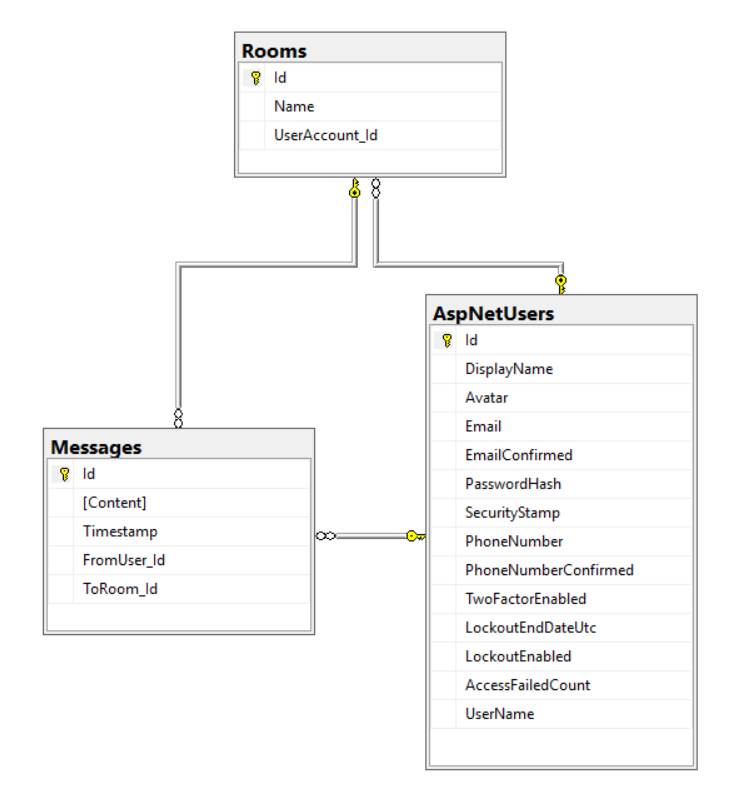 Rooms
Id
Name
UserAccount_Id
AspNetUsers
Id
DisplayName
Avatar
Email
EmailConfirmed
PasswordHash
SecurityStamp
PhoneNumber
PhoneNumberConfirmed
TwoFactorEnabled
LockoutEndDateUtc
LockoutEnabled
AccessFailedCount
UserName
Messages
Id
[Content]
Timestamp
FromUser_Id
ToRoom_Id